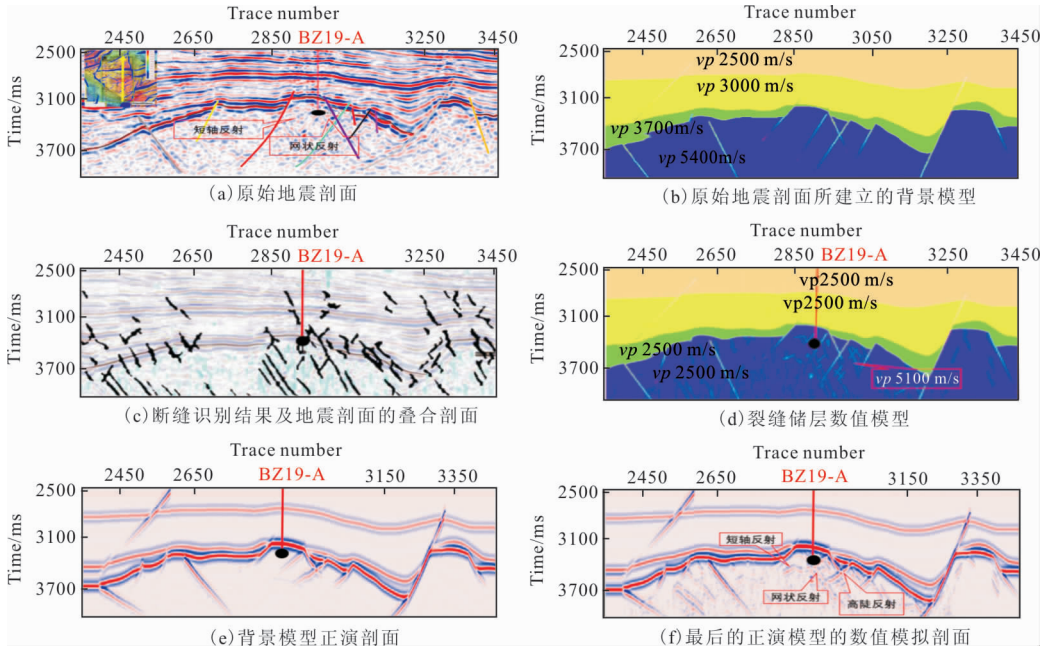 Trace number
2450 2650 2850 3250 3450
BZ19-A
Time/ms
2500
3100
3700
短轴反射
网状反射
(a)原始地震剖面
Trace number
2450 2650 2850 3050 3250 3450
Time/ms
2500
3100
3700
vp 2500 m/s
vp 3000 m/s
vp 3700m/s
vp 5400m/s
(b)原始地震剖面所建立的背景模型
Trace number
2450 2650 2850 BZ19-A 3250 3450
Time/ms
2500
3100
3700
(c)断缝识别结果及地震剖面的叠合剖面
Trace number
2450 2650 2850 BZ19-A 3250 3450
Time/ms
2500
3100
3700
vp2500 m/s
vp2500 m/s
vp 2500 m/s
vp 2500 m/s
vp 5100 m/s
(d)裂缝储层数值模型
Trace number
2450 2650 BZ19-A 3150 3350
Time/ms
2500
3100
3700
(e)背景模型正演剖面
Trace number
2450 2650 BZ19-A 3150 3350
Time/ms
2500
3100
3700
短轴反射
网状反射
高陡反射
(f)最后的正演模型的数值模拟剖面